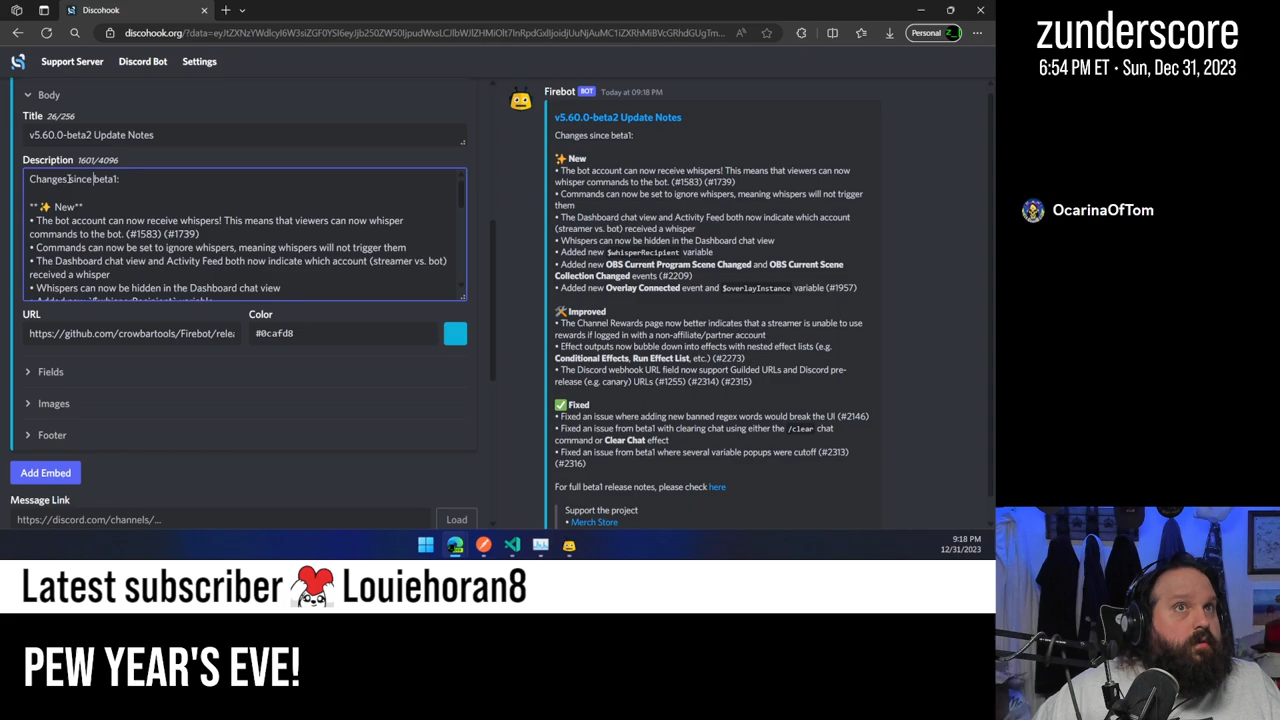 Discohook
discohook.org/?data=eyJtZXNzYWdlcyI6W3siZGF0YSI6eyJjb250ZW50IjpudWxsLCJlbWJlZHMiOlt7InRpdGxlIjoidjUuNjAuMC1iZXRhMiBVcGRhdGUgTm...
Personal
Support Server
Discord Bot
Settings
Body
Title 26/256
v5.60.0-beta2 Update Notes
Description 1601/4096
Changes since beta1:
**✨ New**
• The bot account can now receive whispers! This means that viewers can now whisper
commands to the bot. (#1583) (#1739)
• Commands can now be set to ignore whispers, meaning whispers will not trigger them
• The Dashboard chat view and Activity Feed both now indicate which account (streamer vs. bot)
received a whisper
• Whispers can now be hidden in the Dashboard chat view
• Added new `$whisperRecipient` variable
URL
Color
https://github.com/crowbartools/Firebot/relea
#0cafd8
Fields
Images
Footer
Add Embed
Message Link
https://discord.com/channels/...
Load
Firebot BOT Today at 09:18 PM
v5.60.0-beta2 Update Notes
Changes since beta1:
✨ New
• The bot account can now receive whispers! This means that viewers can now
whisper commands to the bot. (#1583) (#1739)
• Commands can now be set to ignore whispers, meaning whispers will not trigger
them
• The Dashboard chat view and Activity Feed both now indicate which account
(streamer vs. bot) received a whisper
• Whispers can now be hidden in the Dashboard chat view
• Added new $whisperRecipient variable
• Added new OBS Current Program Scene Changed and OBS Current Scene
Collection Changed events (#2209)
• Added new Overlay Connected event and $overlayInstance variable (#1957)
🛠 Improved
• The Channel Rewards page now better indicates that a streamer is unable to use
rewards if logged in with a non-affiliate/partner account
• Effect outputs now bubble down into effects with nested effect lists (e.g.
Conditional Effects, Run Effect List, etc.) (#2273)
• The Discord webhook URL field now support Guilded URLs and Discord pre-
release (e.g. canary) URLs (#1255) (#2314) (#2315)
✅ Fixed
• Fixed an issue where adding new banned regex words would break the UI (#2146)
• Fixed an issue from beta1 with clearing chat using either the /clear chat
command or Clear Chat effect
• Fixed an issue from beta1 where several variable popups were cutoff (#2313)
(#2316)
For full beta1 release notes, please check here
Support the project
• Merch Store
9:18 PM
12/31/2023
zunderscore
6:54 PM ET • Sun, Dec 31, 2023
OcarinaOfTom
Latest subscriber Louiehoran8
PEW YEAR'S EVE!